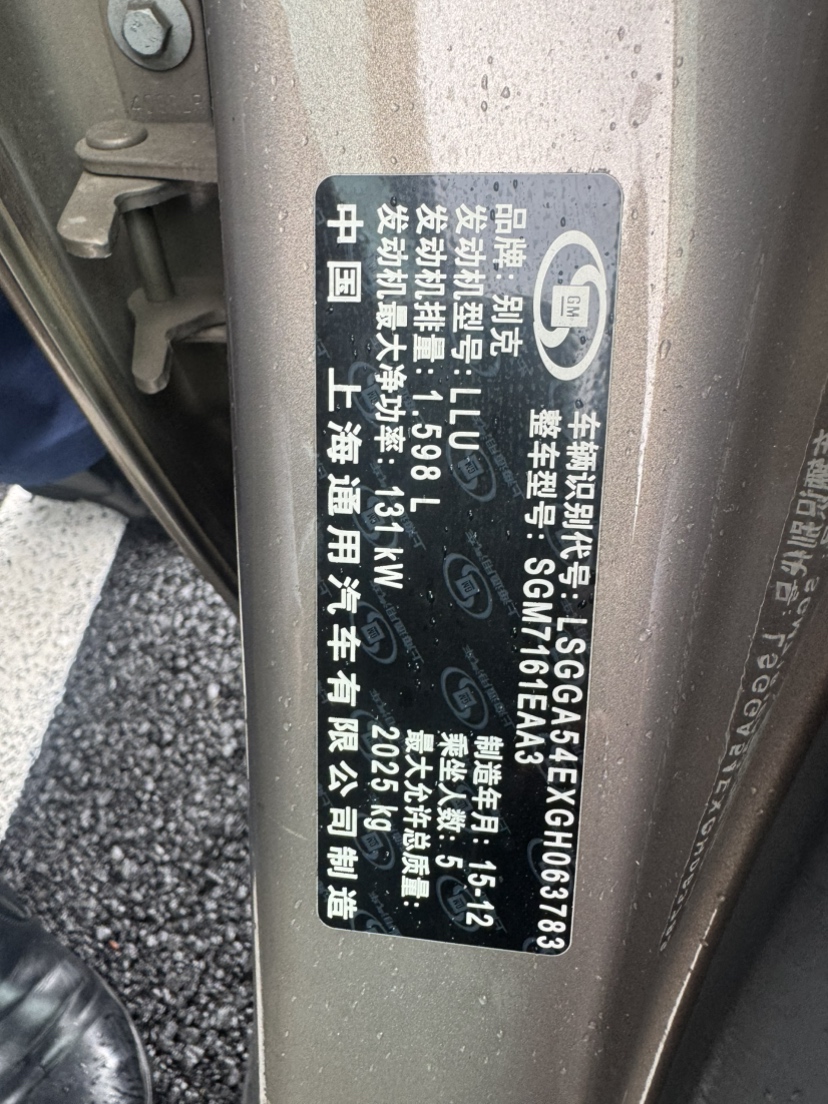 GM
车辆识别代号: LSGGA54EXGH063783
整车型号: SGM7161EAA3
品牌: 别克
发动机型号: LLU
制造年月: 15-12
发动机排量: 1.598 L
乘坐人数: 5
发动机最大净功率: 131 kW
最大允许总质量: 2025 kg
中国 上海通用汽车有限公司制造